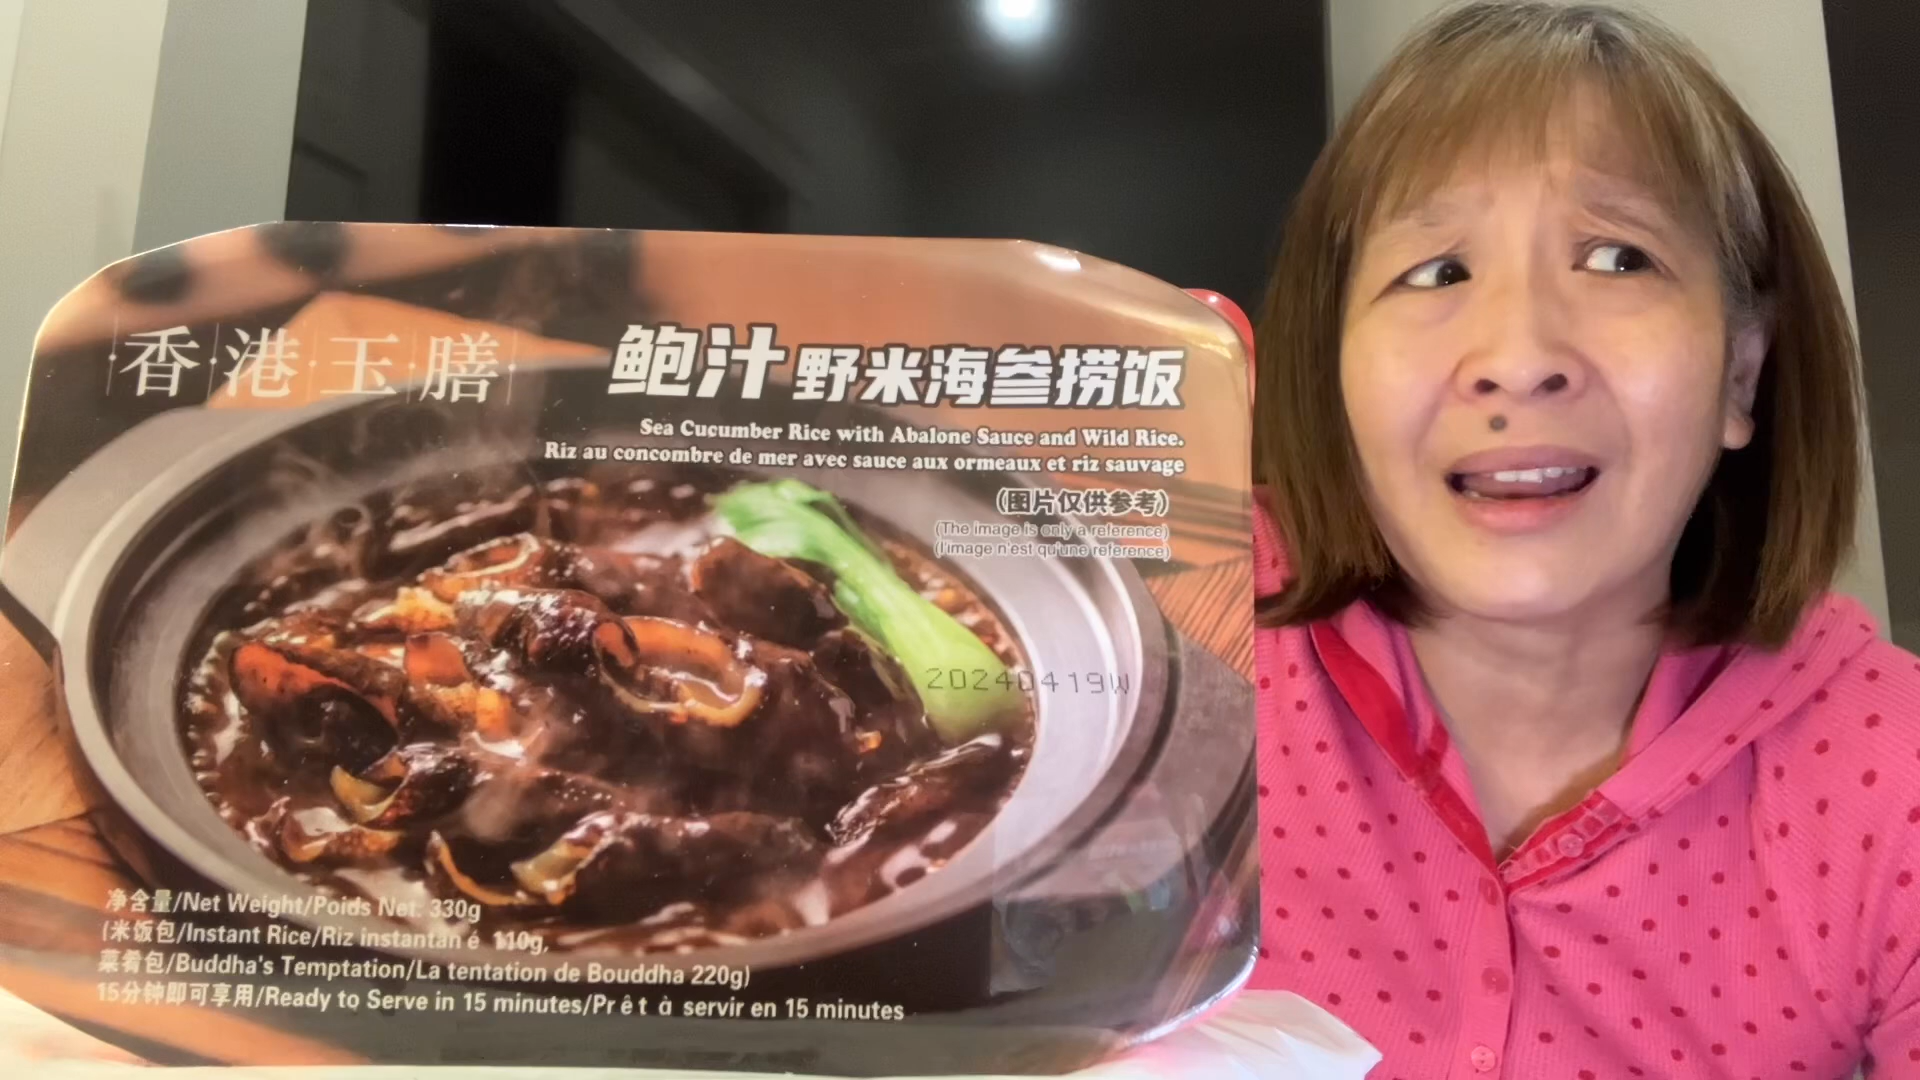 香港玉膳
鲍汁野米海参捞饭
Sea Cucumber Rice with Abalone Sauce and Wild Rice.
Riz au concombre de mer avec sauce aux ormeaux et riz sauvage
(图片仅供参考)
(The image is only a reference)
(l'image n'est qu'une reference)
20240419W
净含量/Net Weight/Poids Net: 330g
(米饭包/Instant Rice/Riz instantan é 110g,
菜肴包/Buddha's Temptation/La tentation de Bouddha 220g)
15分钟即可享用/Ready to Serve in 15 minutes/Pr ê t à servir en 15 minutes